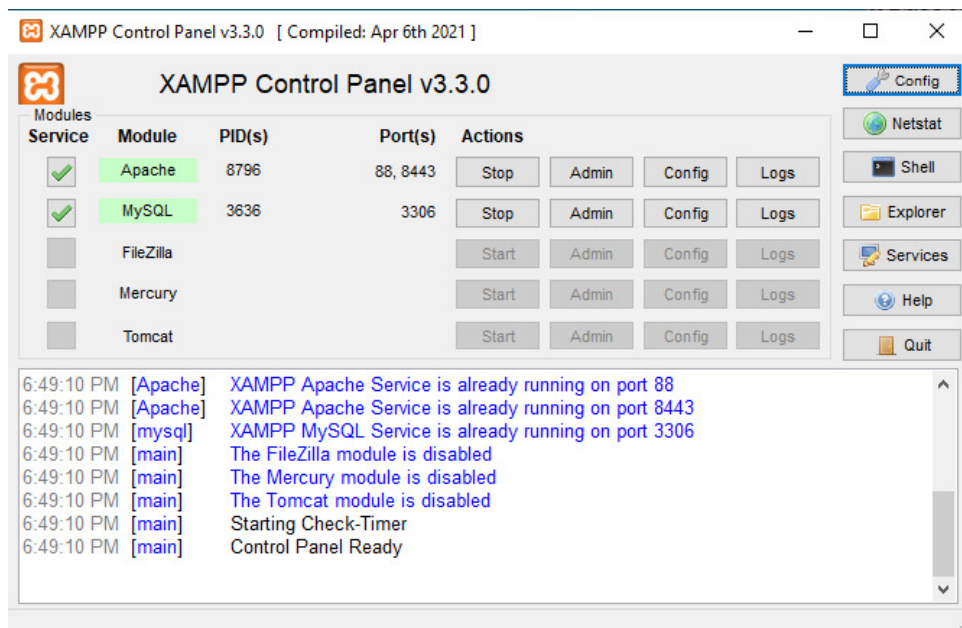 XAMPP Control Panel v3.3.0 [ Compiled: Apr 6th 2021 ]
XAMPP Control Panel v3.3.0
Config
Modules
Service Module PID(s) Port(s) Actions
Netstat
Apache 8796 88, 8443 Stop Admin Config Logs
Shell
MySQL 3636 3306 Stop Admin Config Logs
Explorer
FileZilla Start Admin Config Logs
Services
Mercury Start Admin Config Logs
Help
Tomcat Start Admin Config Logs
Quit
6:49:10 PM [Apache] XAMPP Apache Service is already running on port 88
6:49:10 PM [Apache] XAMPP Apache Service is already running on port 8443
6:49:10 PM [mysql] XAMPP MySQL Service is already running on port 3306
6:49:10 PM [main] The FileZilla module is disabled
6:49:10 PM [main] The Mercury module is disabled
6:49:10 PM [main] The Tomcat module is disabled
6:49:10 PM [main] Starting Check-Timer
6:49:10 PM [main] Control Panel Ready